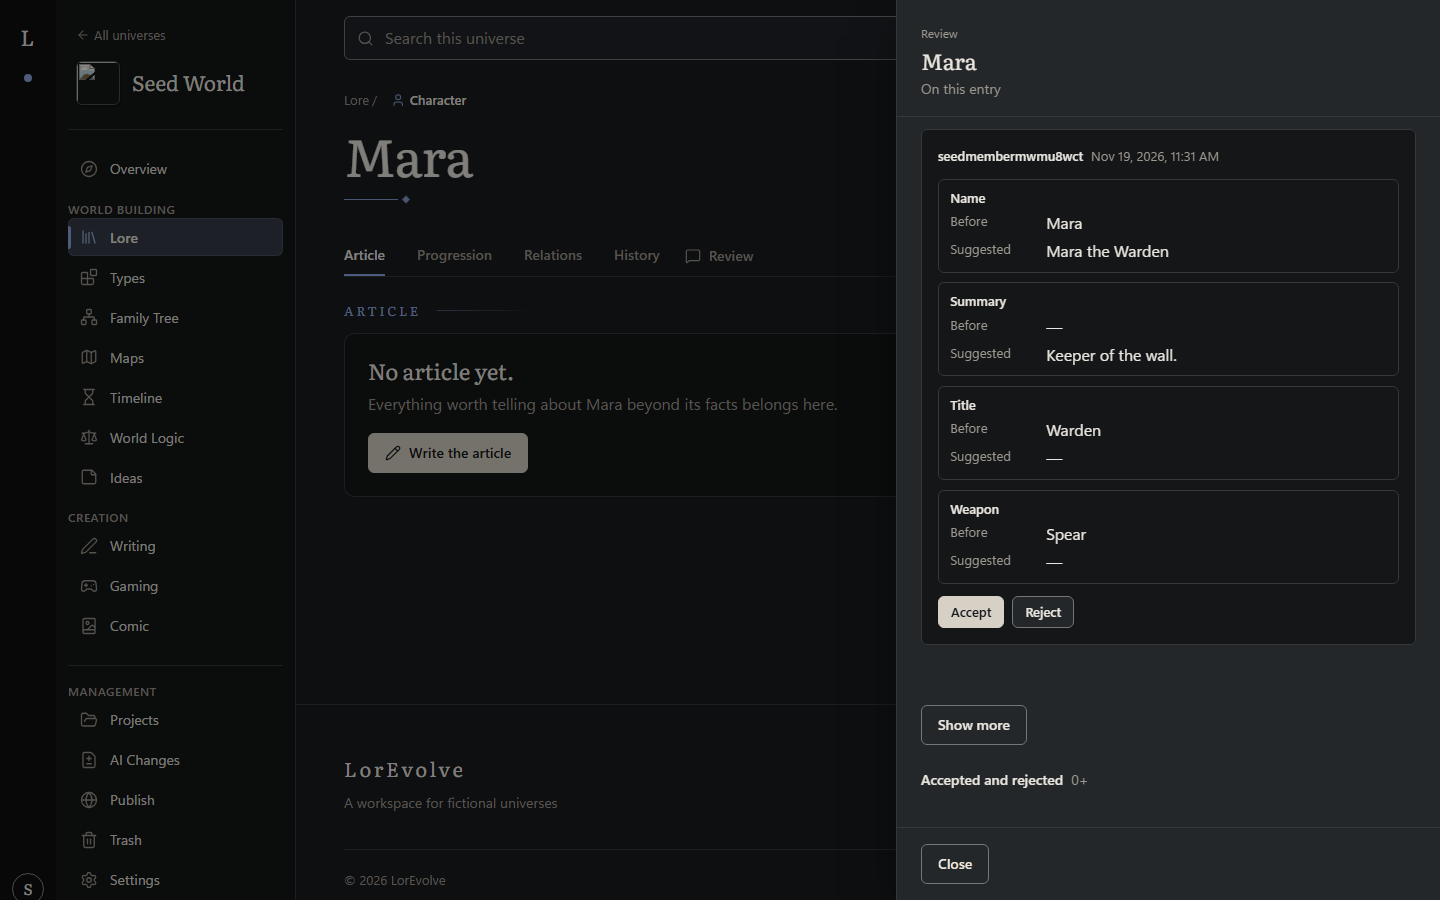 L
All universes
Seed World
Overview
WORLD BUILDING
Lore
Types
Family Tree
Maps
Timeline
World Logic
Ideas
CREATION
Writing
Gaming
Comic
MANAGEMENT
Projects
AI Changes
Publish
Trash
Settings
S
Search this universe
Lore / Character
Mara
Article Progression Relations History Review
ARTICLE
No article yet.
Everything worth telling about Mara beyond its facts belongs here.
Write the article
LorEvolve
A workspace for fictional universes
© 2026 LorEvolve
Review
Mara
On this entry
seedmembermwmu8wct Nov 19, 2026, 11:31 AM
Name
Before Mara
Suggested Mara the Warden
Summary
Before —
Suggested Keeper of the wall.
Title
Before Warden
Suggested —
Weapon
Before Spear
Suggested —
Accept Reject
Show more
Accepted and rejected 0+
Close